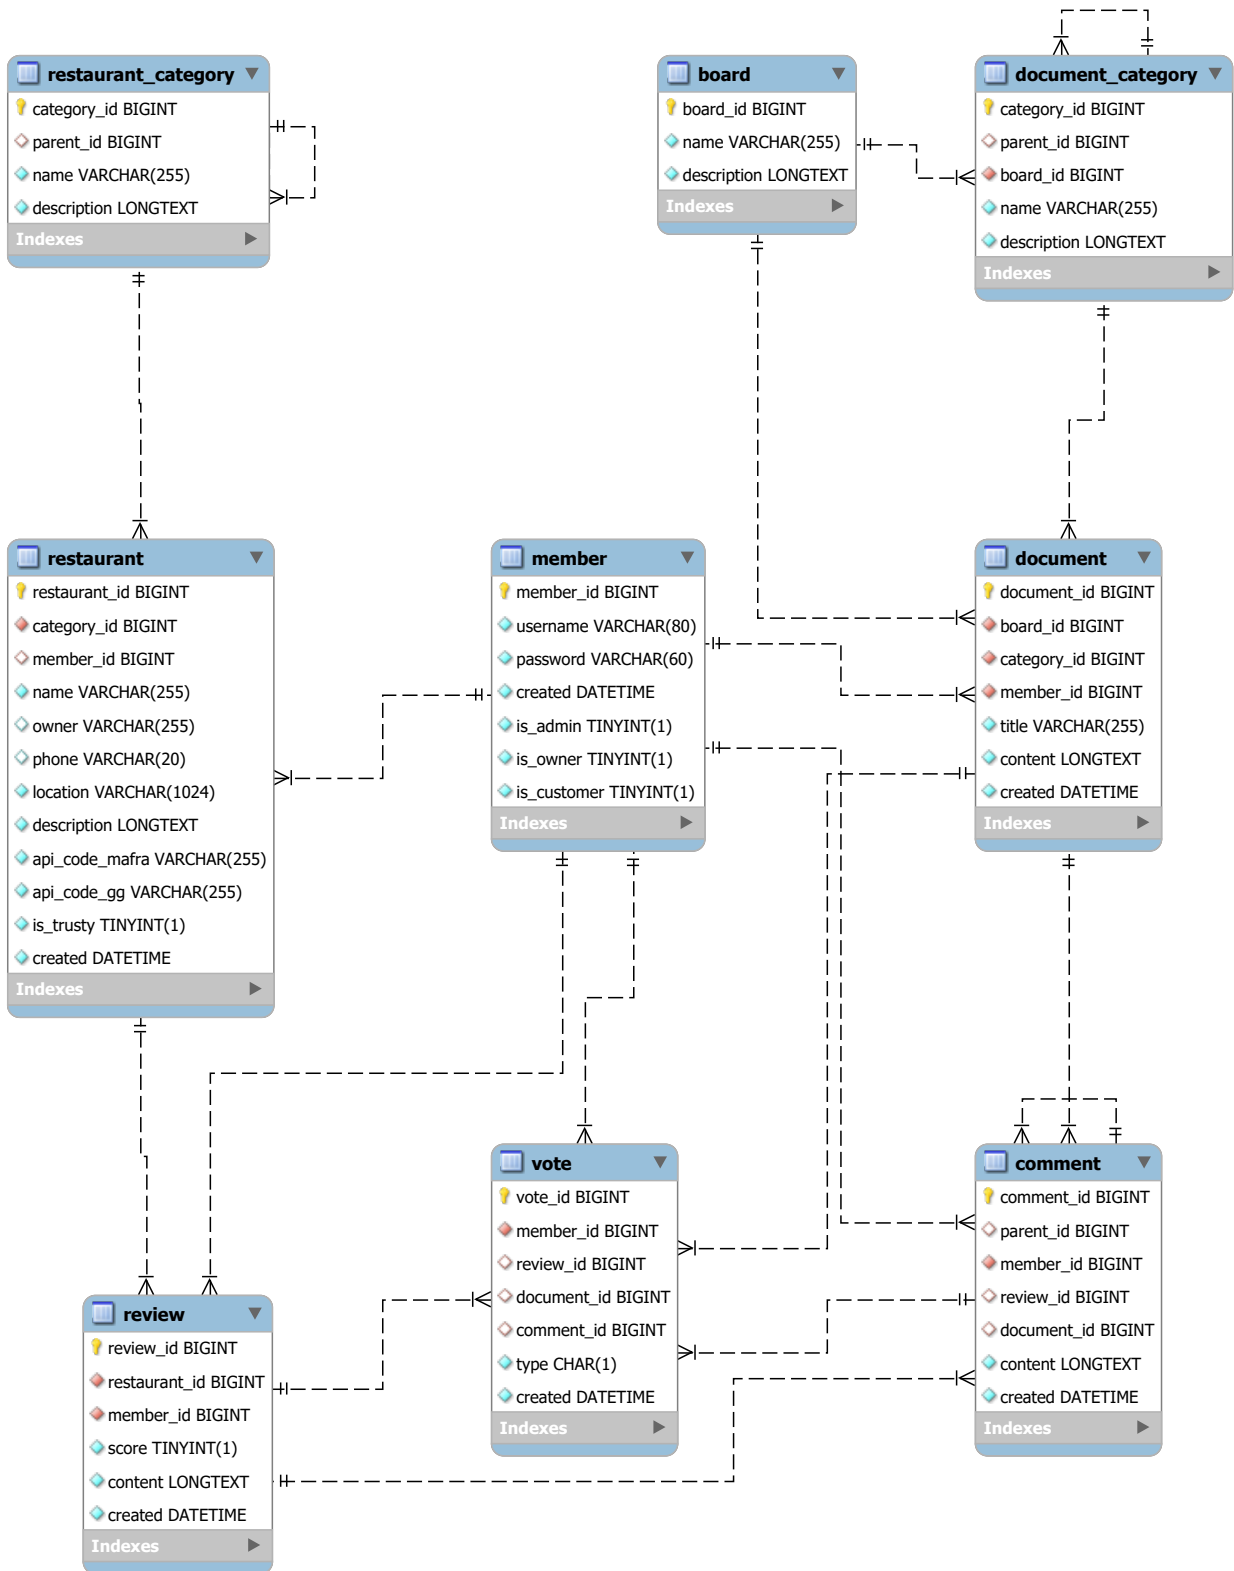 restaurant_category
category_id BIGINT
parent_id BIGINT
name VARCHAR(255)
description LONGTEXT
Indexes
board
board_id BIGINT
name VARCHAR(255)
description LONGTEXT
Indexes
document_category
category_id BIGINT
parent_id BIGINT
board_id BIGINT
name VARCHAR(255)
description LONGTEXT
Indexes
restaurant
restaurant_id BIGINT
category_id BIGINT
member_id BIGINT
name VARCHAR(255)
owner VARCHAR(255)
phone VARCHAR(20)
location VARCHAR(1024)
description LONGTEXT
api_code_mafra VARCHAR(255)
api_code_gg VARCHAR(255)
is_trusty TINYINT(1)
created DATETIME
Indexes
member
member_id BIGINT
username VARCHAR(80)
password VARCHAR(60)
created DATETIME
is_admin TINYINT(1)
is_owner TINYINT(1)
is_customer TINYINT(1)
Indexes
document
document_id BIGINT
board_id BIGINT
category_id BIGINT
member_id BIGINT
title VARCHAR(255)
content LONGTEXT
created DATETIME
Indexes
review
review_id BIGINT
restaurant_id BIGINT
member_id BIGINT
score TINYINT(1)
content LONGTEXT
created DATETIME
Indexes
vote
vote_id BIGINT
member_id BIGINT
review_id BIGINT
document_id BIGINT
comment_id BIGINT
type CHAR(1)
created DATETIME
Indexes
comment
comment_id BIGINT
parent_id BIGINT
member_id BIGINT
review_id BIGINT
document_id BIGINT
content LONGTEXT
created DATETIME
Indexes